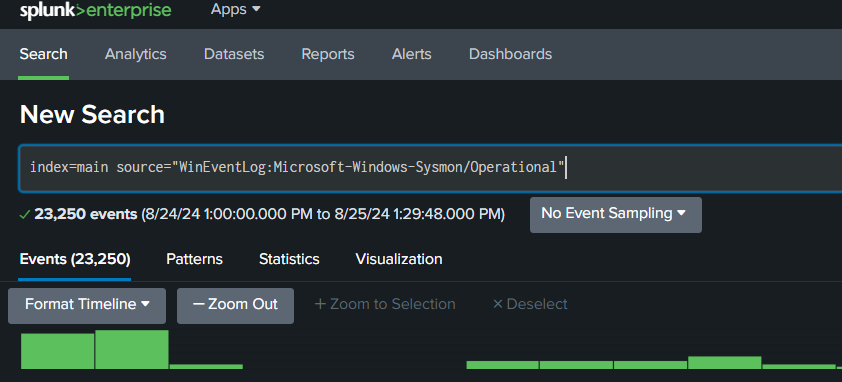 splunk>enterprise Apps ▾
Search Analytics Datasets Reports Alerts Dashboards
New Search
index=main source="WinEventLog:Microsoft-Windows-Sysmon/Operational"
✓ 23,250 events (8/24/24 1:00:00.000 PM to 8/25/24 1:29:48.000 PM) No Event Sampling ▾
Events (23,250) Patterns Statistics Visualization
Format Timeline ▾ — Zoom Out + Zoom to Selection × Deselect